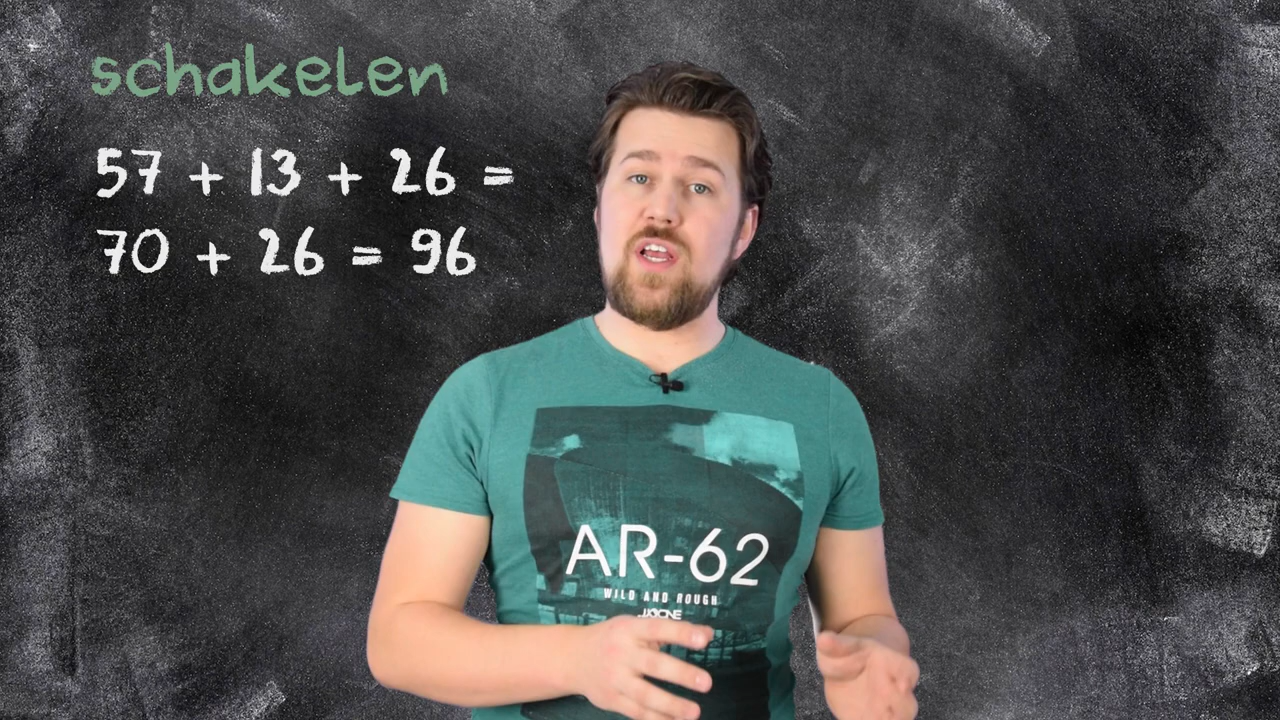 schakelen
57 + 13 + 26 =
70 + 26 = 96
AR-62
WILD AND ROUGH